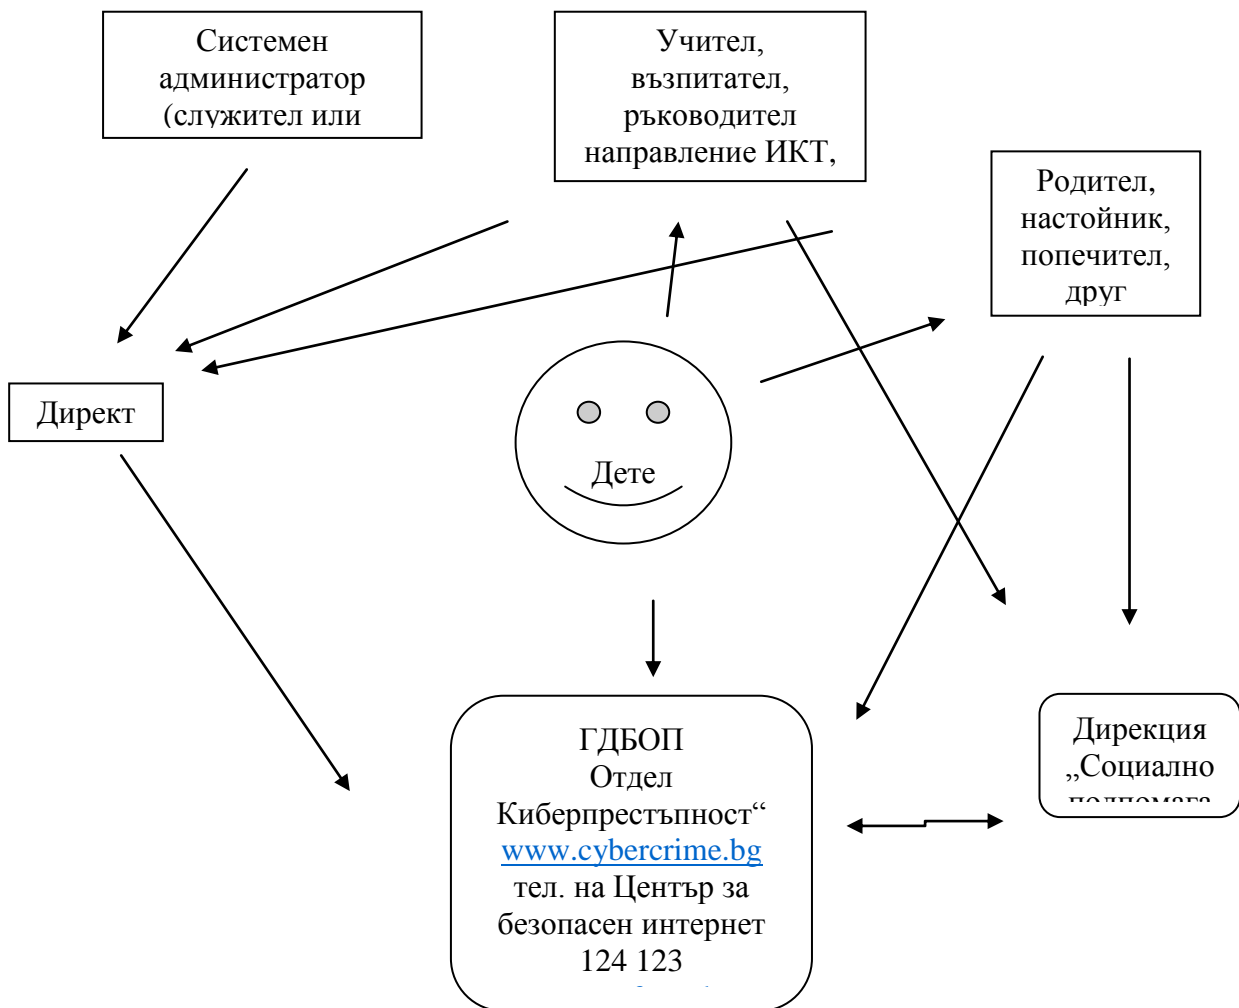 Системен
администратор
(служител или
Учител,
възпитател,
ръководител
направление ИКТ,
Родител,
настойник,
попечител,
друг
Директ
Дете
ГДБОП
Отдел
Киберпрестъпност“
www.cybercrime.bg
тел. на Център за
безопасен интернет
124 123
Дирекция
„Социално
подпомага